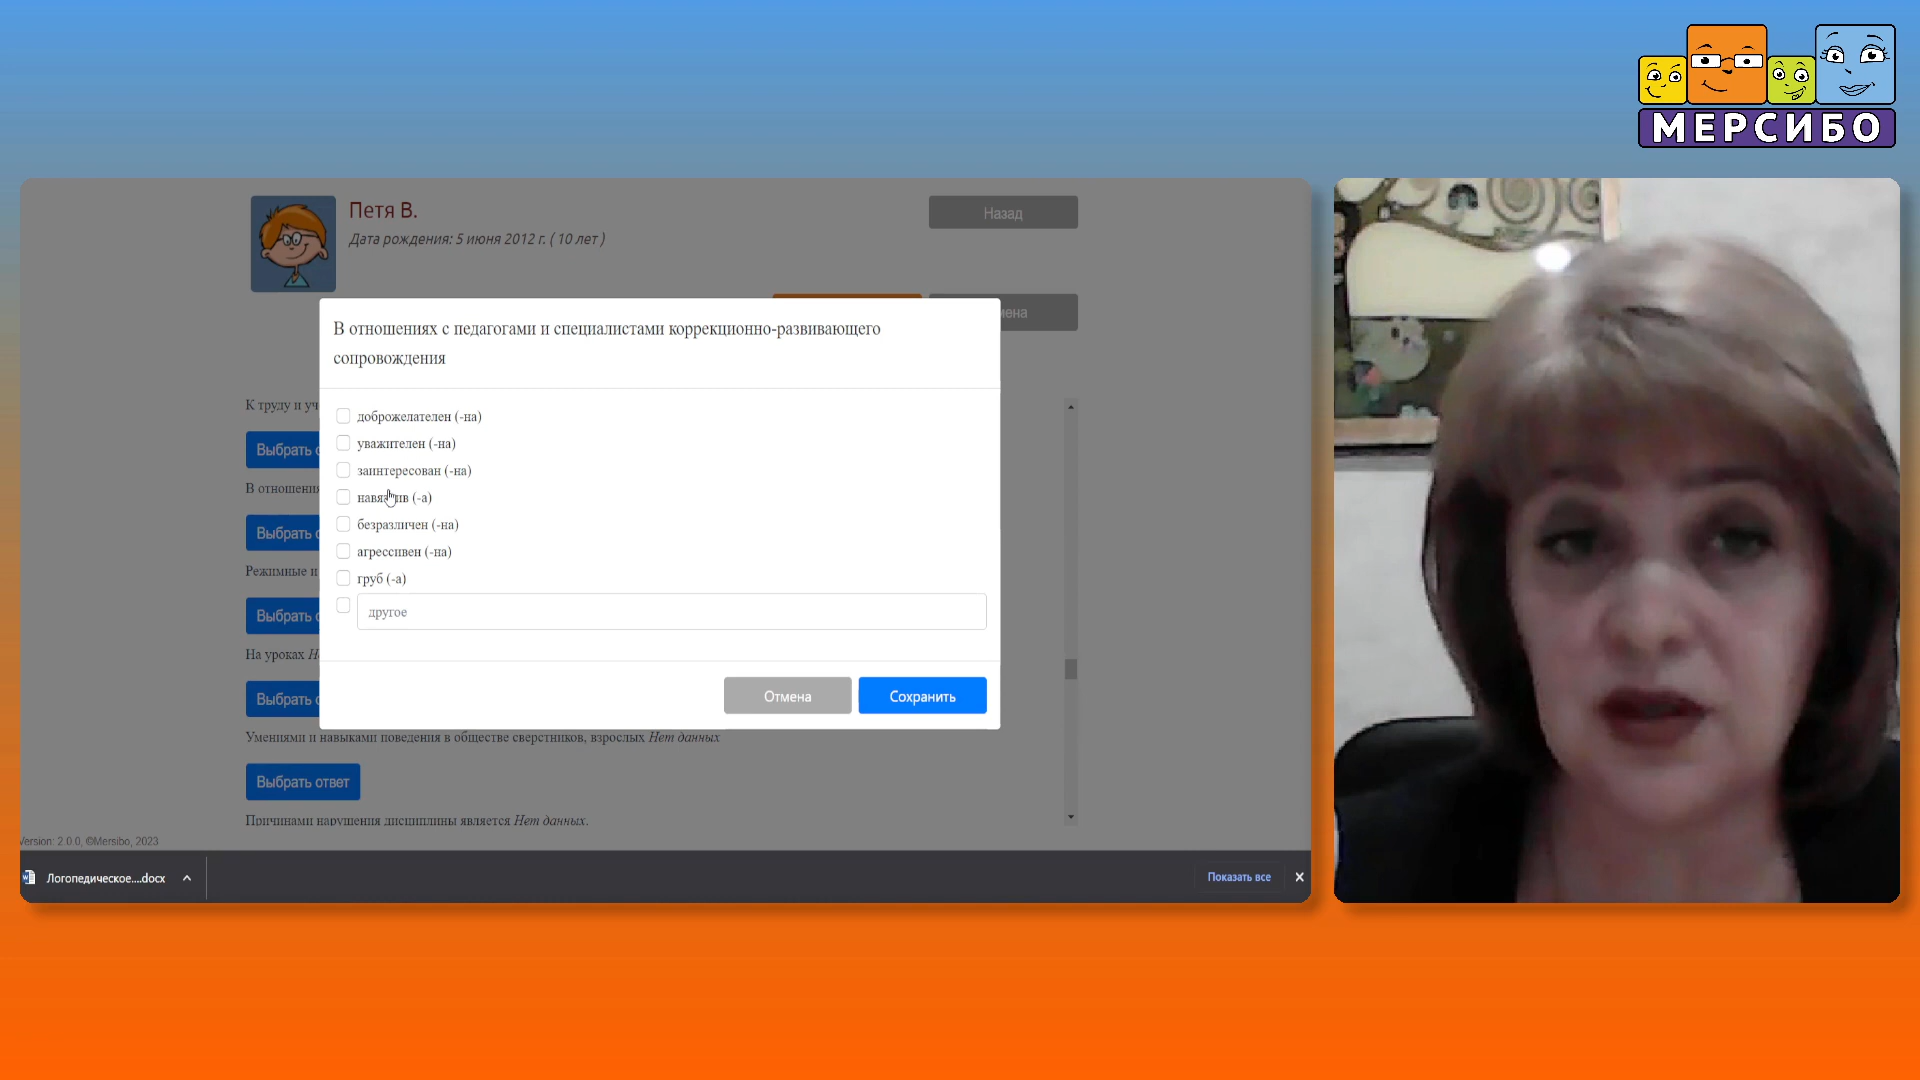 МЕРСИБО
Петя В.
Дата рождения: 5 июня 2012 г. ( 10 лет )
Назад
мена
В отношениях с педагогами и специалистами коррекционно-развивающего
сопровождения
К труду и уч
доброжелателен (-на)
Выбрать о
уважителен (-на)
заинтересован (-на)
В отношени
(-а)
Выбрать о
безразличен (-на)
агрессивен (-на)
Режимные и
груб (-а)
Выбрать о
другое
На уроках Н
Выбрать о
Отмена
Сохранить
Умениями и навыками поведения в обществе сверстников, взрослых Нет данных
Выбрать ответ
Причинами нарушения дисциплины является Нет данных.
Version: 2.0.0, ©Mersibo, 2023
Логопедическое....docx
Показать все